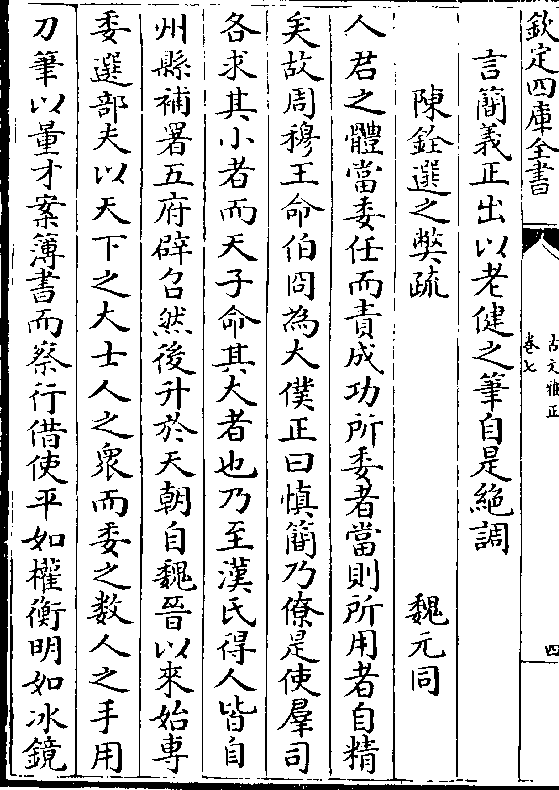 欽定四庫全書
古文雅正
卷七
四
言簡義正出以老健之筆自是絶調
陳銓選之弊疏 魏元同
人君之體當委任而責成功所委者當則所用者自精
矣故周穆王命伯冏為大僕正曰慎簡乃僚是使羣司
各求其小者而天子命其大者也乃至漢氏得人皆自
州縣補署五府辟召然後升於天朝自魏晉以來始専
委選部夫以天下之大士人之衆而委之数人之手用
刀筆以量才案簿書而察行借使平如權衡明如冰鏡